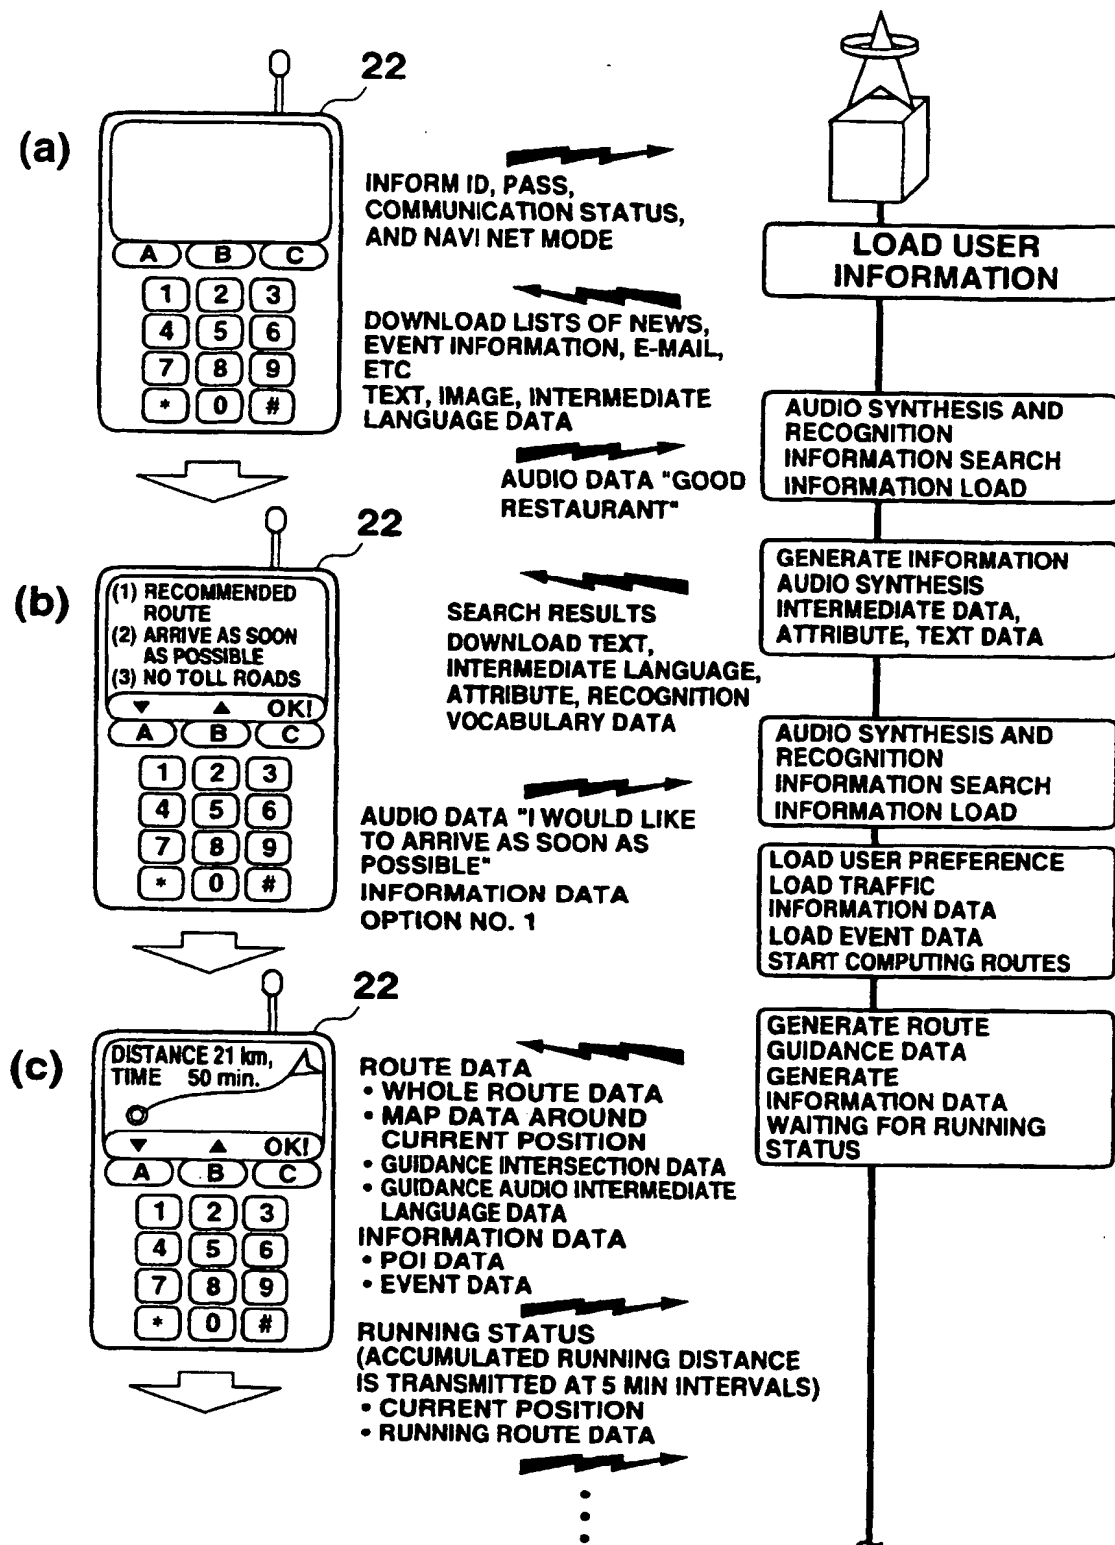 (a)
22
A B C
1 2 3
4 5 6
7 8 9
* 0 #
INFORM ID, PASS,
COMMUNICATION STATUS,
AND NAVI NET MODE
LOAD USER
INFORMATION
DOWNLOAD LISTS OF NEWS,
EVENT INFORMATION, E-MAIL,
ETC
TEXT, IMAGE, INTERMEDIATE
LANGUAGE DATA
AUDIO DATA "GOOD
RESTAURANT"
AUDIO SYNTHESIS AND
RECOGNITION
INFORMATION SEARCH
INFORMATION LOAD
(b)
22
(1) RECOMMENDED
ROUTE
(2) ARRIVE AS SOON
AS POSSIBLE
(3) NO TOLL ROADS
▼ ▲ OK!
A B C
1 2 3
4 5 6
7 8 9
* 0 #
SEARCH RESULTS
DOWNLOAD TEXT,
INTERMEDIATE LANGUAGE,
ATTRIBUTE, RECOGNITION
VOCABULARY DATA
GENERATE INFORMATION
AUDIO SYNTHESIS
INTERMEDIATE DATA,
ATTRIBUTE, TEXT DATA
AUDIO DATA "I WOULD LIKE
TO ARRIVE AS SOON AS
POSSIBLE"
INFORMATION DATA
OPTION NO. 1
AUDIO SYNTHESIS AND
RECOGNITION
INFORMATION SEARCH
INFORMATION LOAD
LOAD USER PREFERENCE
LOAD TRAFFIC
INFORMATION DATA
LOAD EVENT DATA
START COMPUTING ROUTES
(c)
22
DISTANCE 21 km,
TIME 50 min.
▼ ▲ OK!
A B C
1 2 3
4 5 6
7 8 9
* 0 #
ROUTE DATA
• WHOLE ROUTE DATA
• MAP DATA AROUND
CURRENT POSITION
• GUIDANCE INTERSECTION DATA
• GUIDANCE AUDIO INTERMEDIATE
LANGUAGE DATA
INFORMATION DATA
• POI DATA
• EVENT DATA
GENERATE ROUTE
GUIDANCE DATA
GENERATE
INFORMATION DATA
WAITING FOR RUNNING
STATUS
RUNNING STATUS
(ACCUMULATED RUNNING DISTANCE
IS TRANSMITTED AT 5 MIN INTERVALS)
• CURRENT POSITION
• RUNNING ROUTE DATA